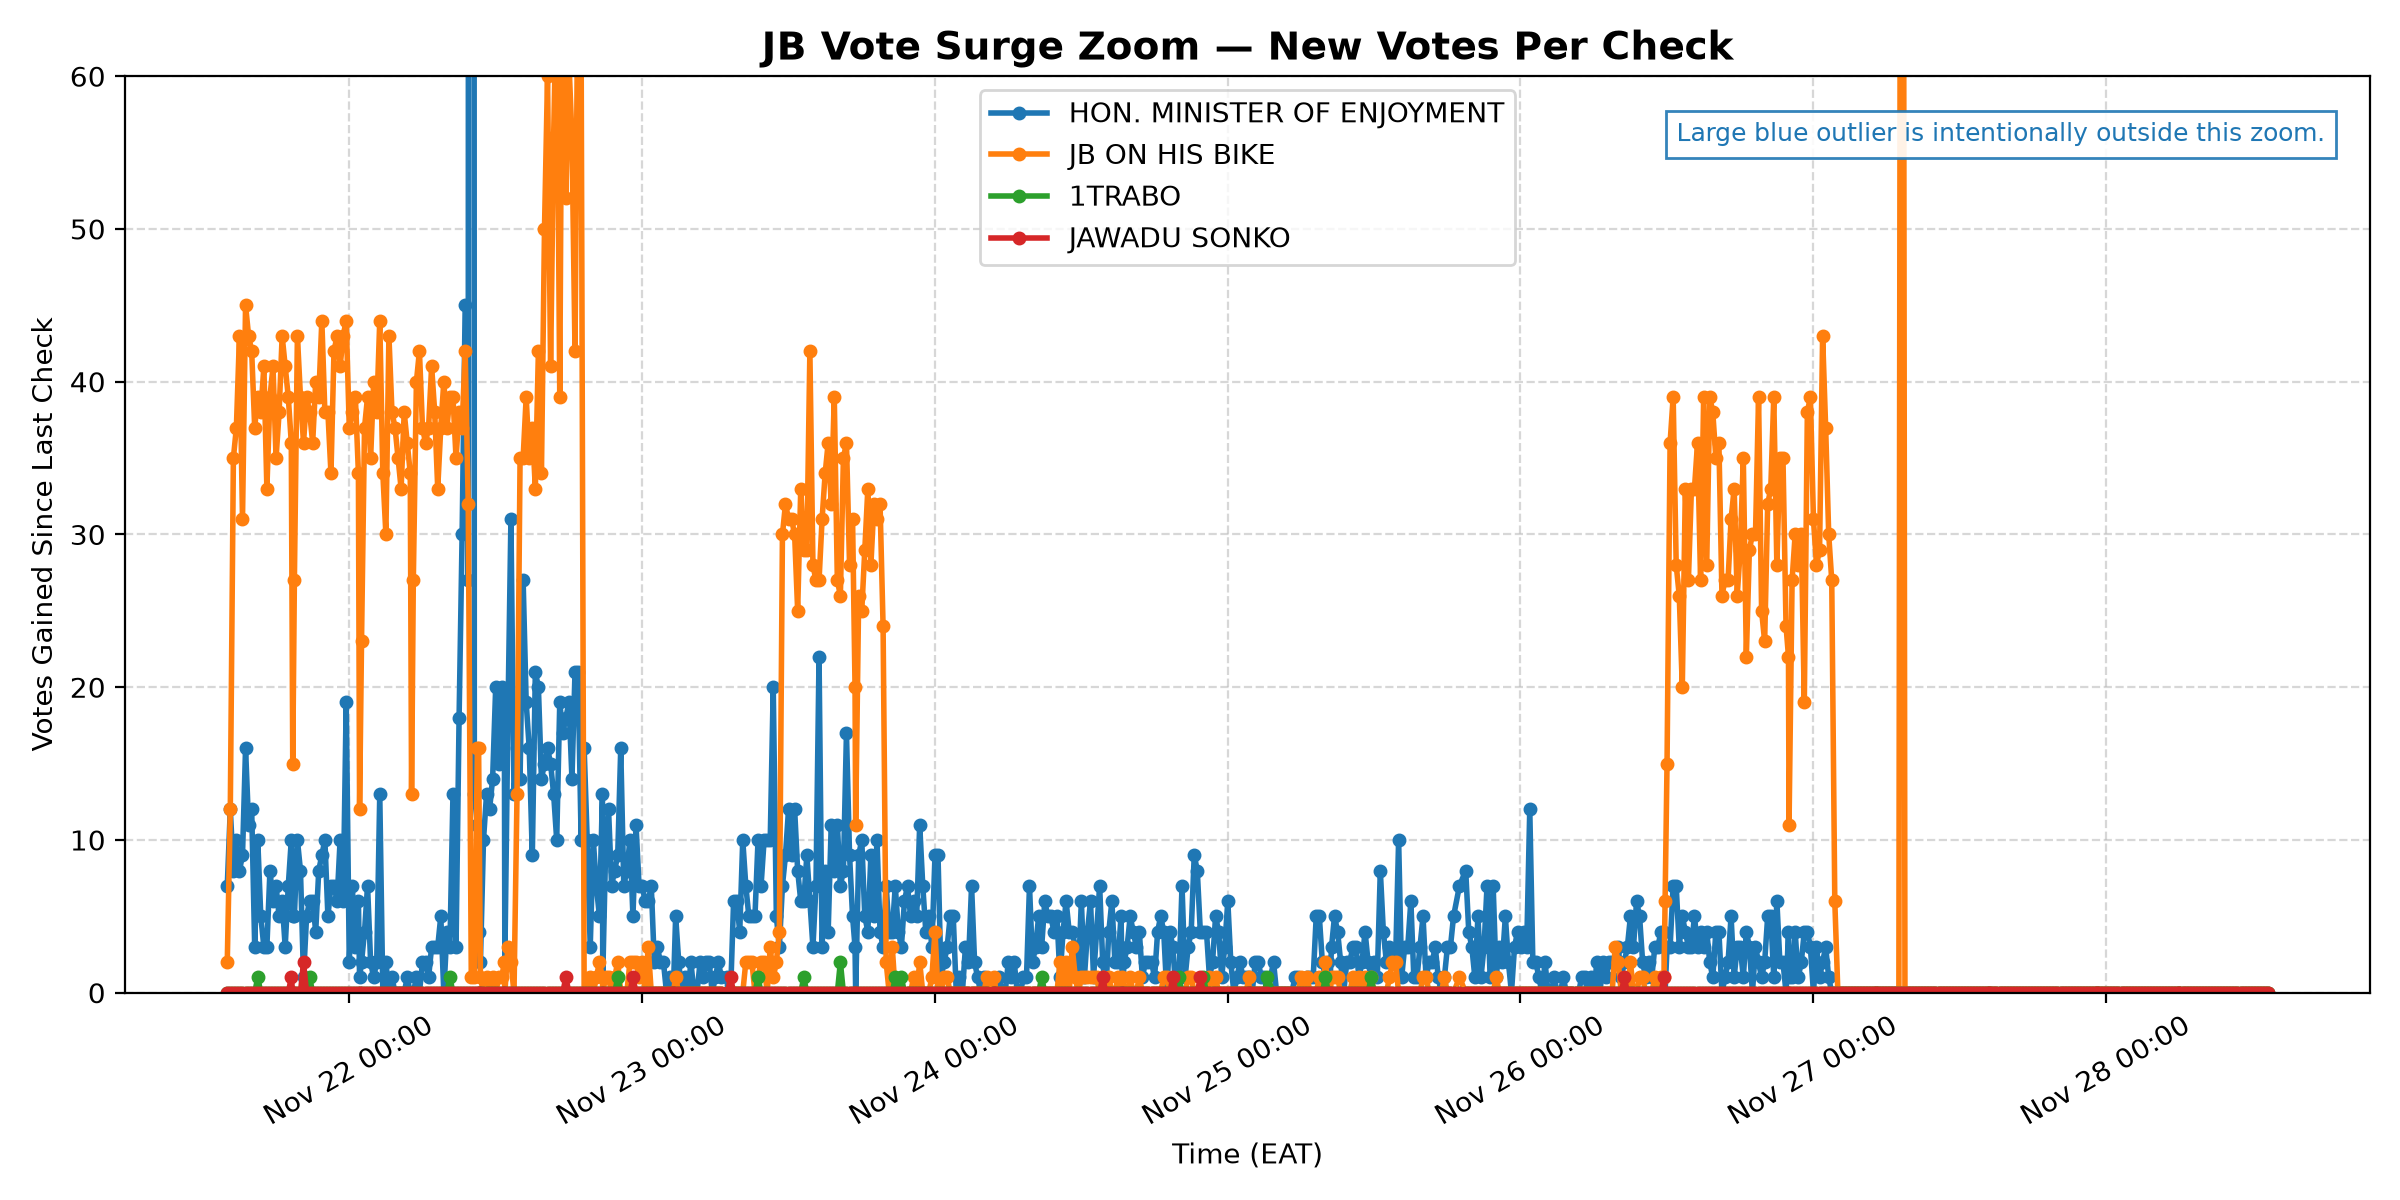 JB Vote Surge Zoom — New Votes Per Check
60
50
40
30
20
10
0
Votes Gained Since Last Check
HON. MINISTER OF ENJOYMENT
JB ON HIS BIKE
1TRABO
JAWADU SONKO
Large blue outlier is intentionally outside this zoom.
Nov 22 00:00
Nov 23 00:00
Nov 24 00:00
Nov 25 00:00
Nov 26 00:00
Nov 27 00:00
Nov 28 00:00
Time (EAT)